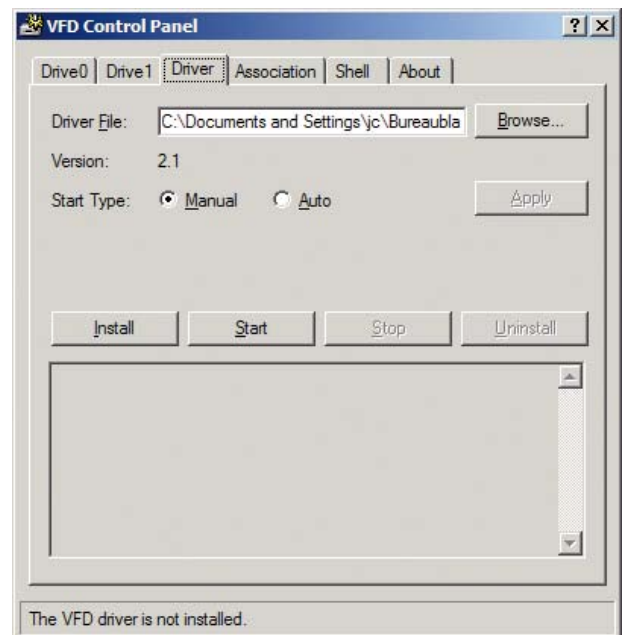 VFD Control Panel
Drive0 Drive1 Driver Association Shell About
Driver File: C:\Documents and Settings\jc\Bureaubla Browse...
Version: 2.1
Start Type: Manual Auto Apply
Install Start Stop Uninstall
The VFD driver is not installed.